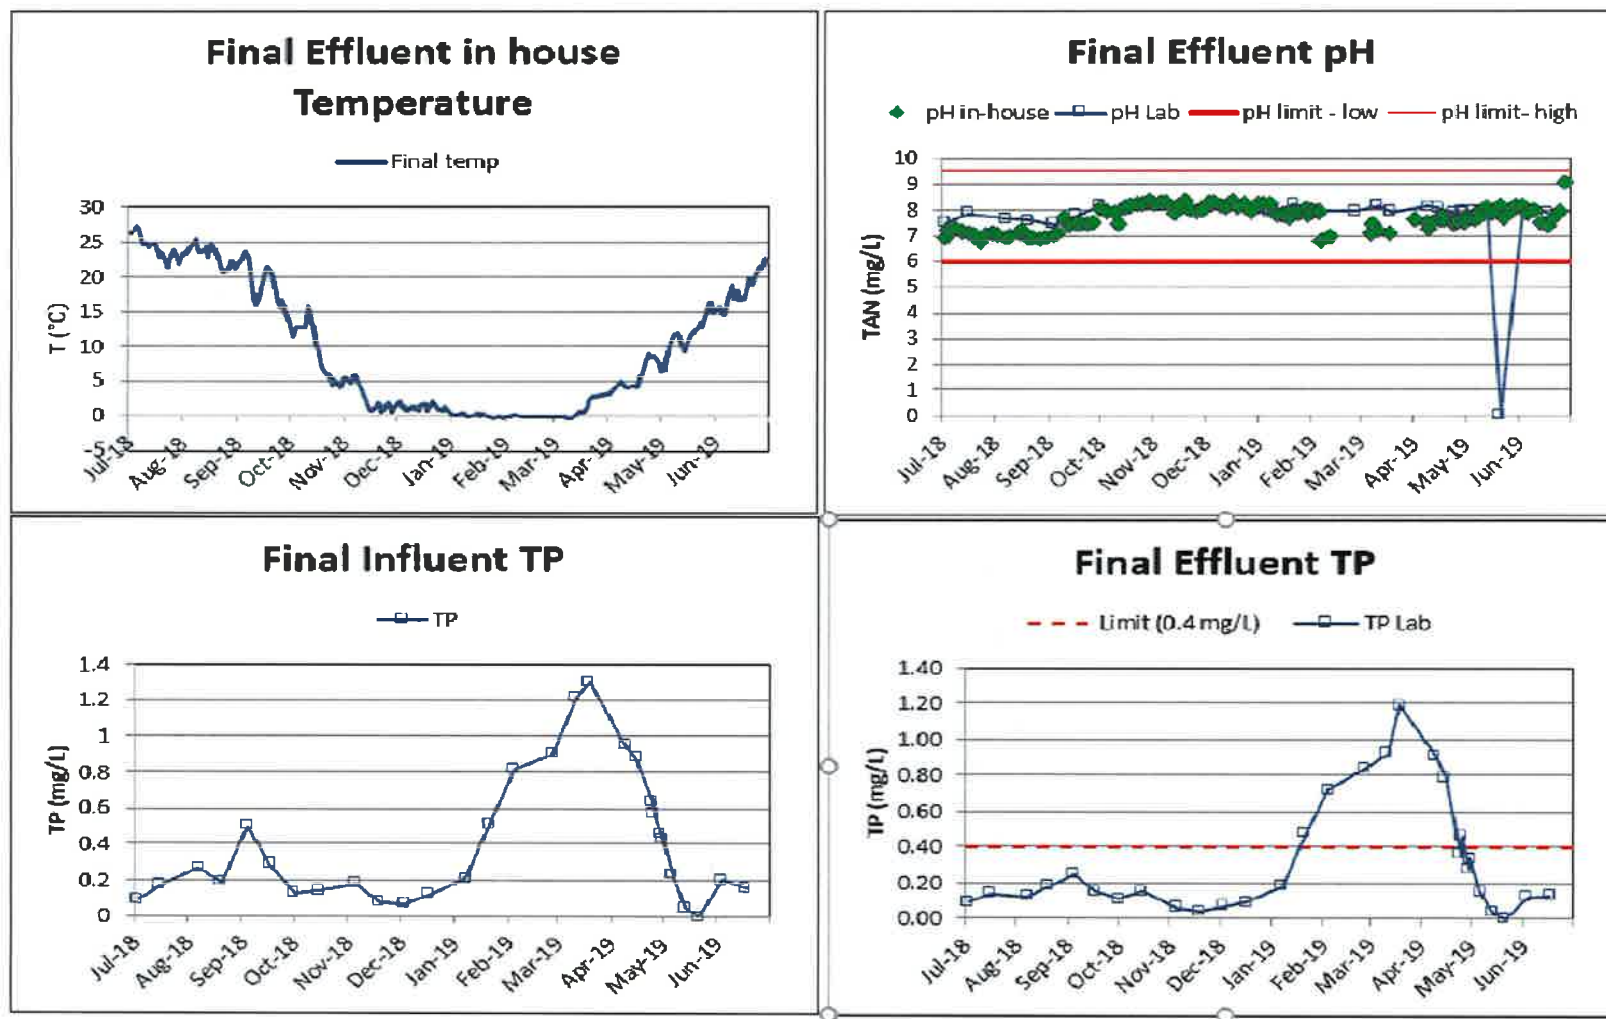 Final Effluent in house
Temperature
Final temp
T (°C)
30
25
20
15
10
5
0
-5
Jul-18
Aug-18
Sep-18
Oct-18
Nov-18
Dec-18
Jan-19
Feb-19
Mar-19
Apr-19
May-19
Jun-19
Final Effluent pH
pH in-house pH Lab pH limit - low pH limit- high
TAN (mg/L)
10
9
8
7
6
5
4
3
2
1
0
Jul-18
Aug-18
Sep-18
Oct-18
Nov-18
Dec-18
Jan-19
Feb-19
Mar-19
Apr-19
May-19
Jun-19
Final Influent TP
TP
TP (mg/L)
1.4
1.2
1
0.8
0.6
0.4
0.2
0
Jul-18
Aug-18
Sep-18
Oct-18
Nov-18
Dec-18
Jan-19
Feb-19
Mar-19
Apr-19
May-19
Jun-19
Final Effluent TP
Limit (0.4 mg/L) TP Lab
TP (mg/L)
1.40
1.20
1.00
0.80
0.60
0.40
0.20
0.00
Jul-18
Aug-18
Sep-18
Oct-18
Nov-18
Dec-18
Jan-19
Feb-19
Mar-19
Apr-19
May-19
Jun-19